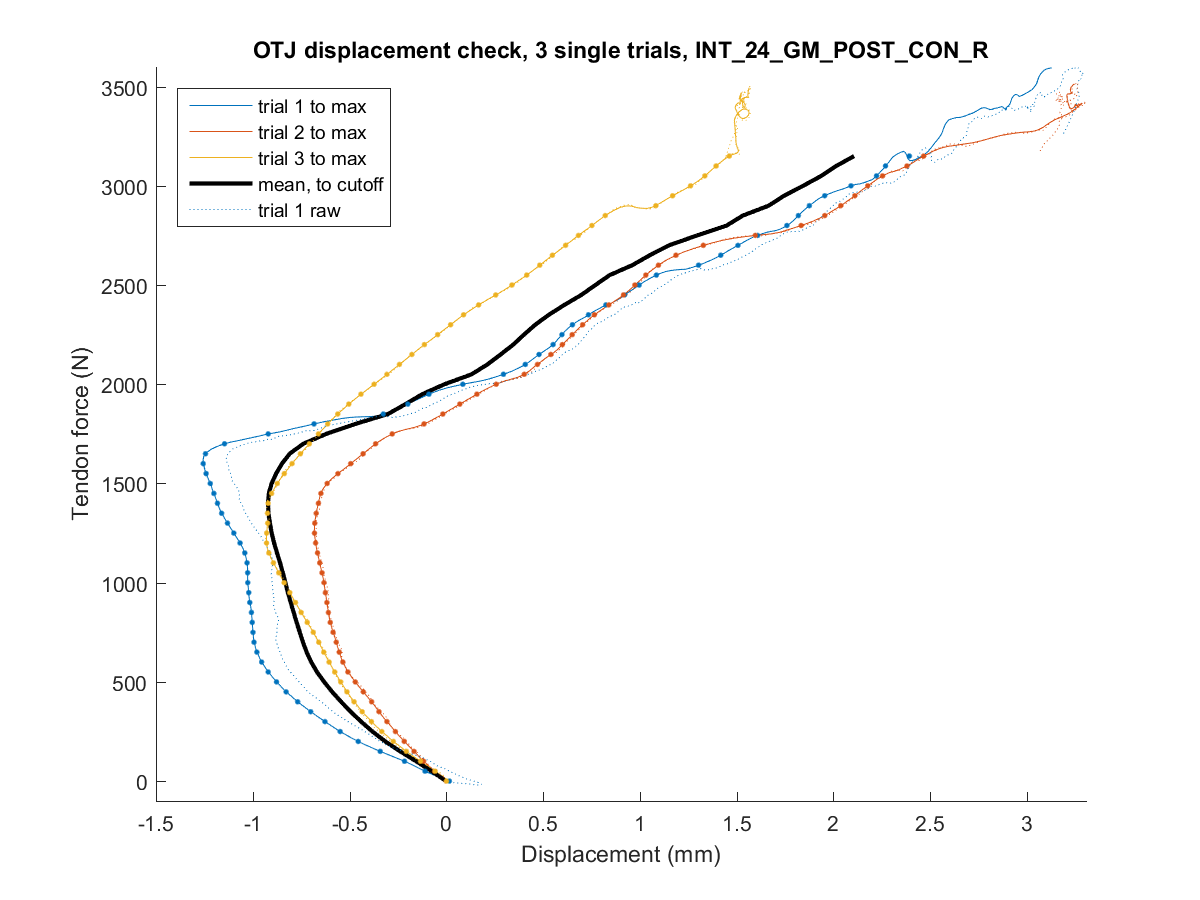 OTJ displacement check, 3 single trials, INT_24_GM_POST_CON_R
3500
3000
2500
2000
1500
1000
500
0
Tendon force (N)
trial 1 to max
trial 2 to max
trial 3 to max
mean, to cutoff
trial 1 raw
-1.5 -1 -0.5 0 0.5 1 1.5 2 2.5 3
Displacement (mm)